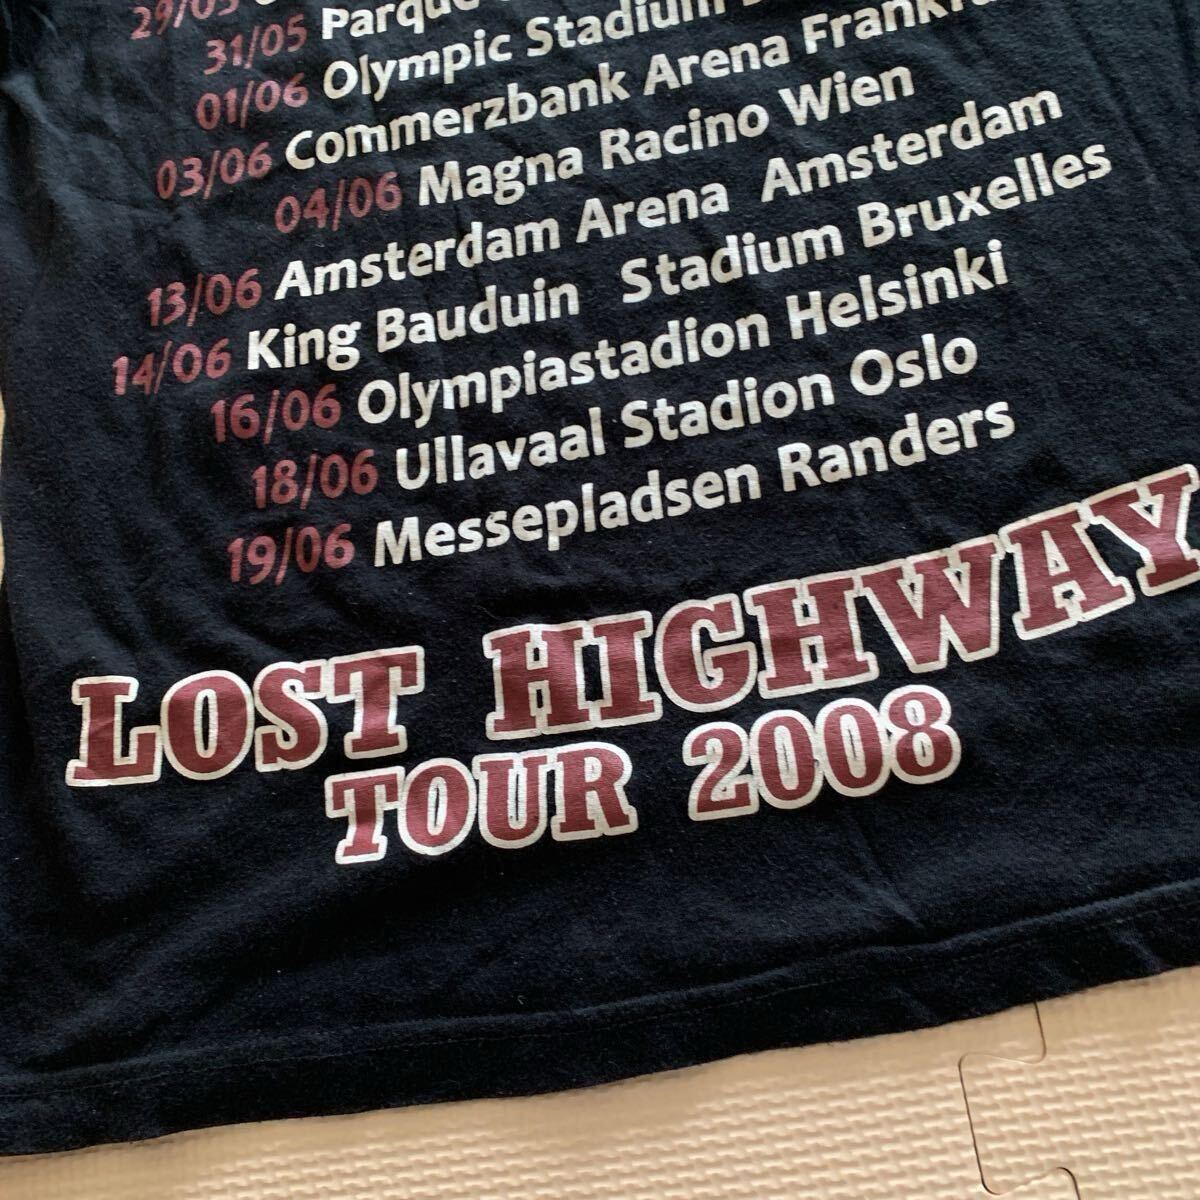 29/05
31/05 Parque
01/06 Olympic Stadium
03/06 Commerzbank Arena
04/06 Magna Racino Wien
13/06 Amsterdam Arena Amsterdam
14/06 King Bauduin Stadium Bruxelles
16/06 Olympiastadion Helsinki
18/06 Ullavaal Stadion Oslo
19/06 Messepladsen Randers
LOST HIGHWAY
TOUR 2008